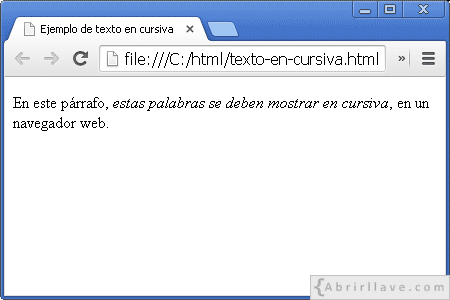 Ejemplo de texto en cursiva
file:///C:/html/texto-en-cursiva.html
En este párrafo, estas palabras se deben mostrar en cursiva, en un
navegador web.
{Abrirllave.com